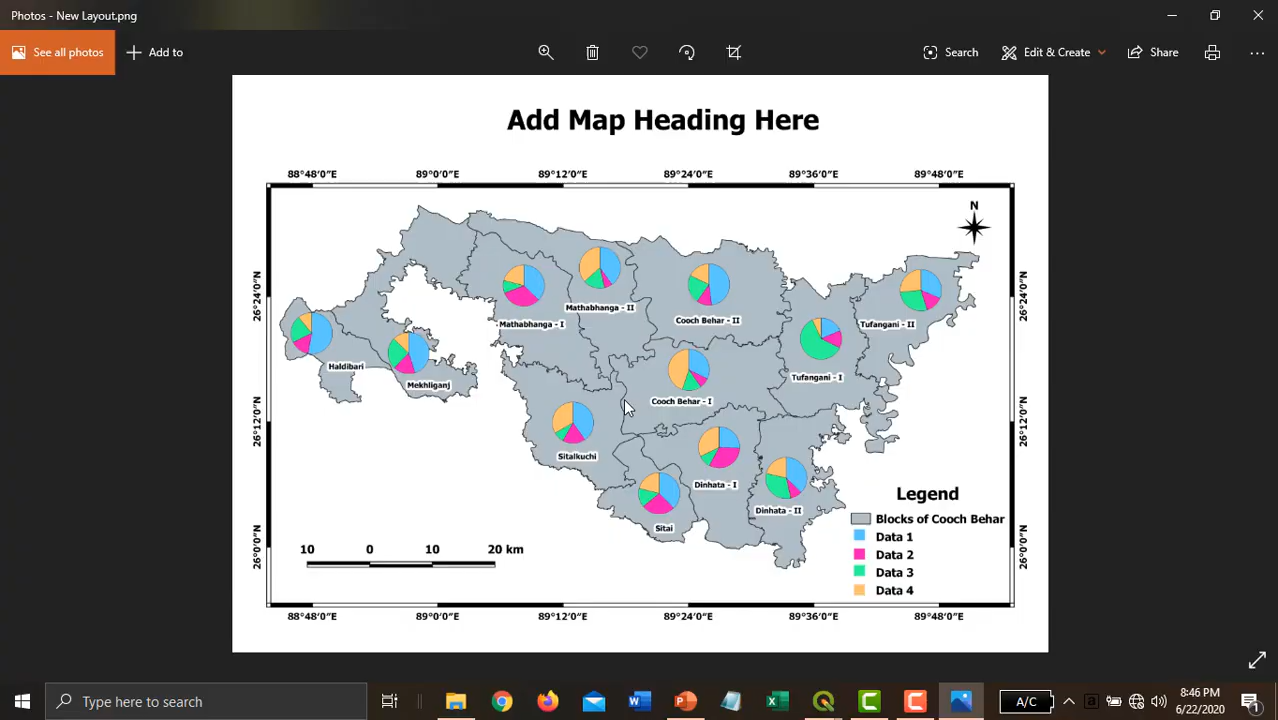 Photos - New Layout.png
See all photos
Add to
Search
Edit & Create
Share
Add Map Heading Here
88°48'0"E 89°0'0"E 89°12'0"E 89°24'0"E 89°36'0"E 89°48'0"E
N
26°24'0"N
26°24'0"N
Mathabhanga - II
Mathabhanga - I
Cooch Behar - II
Tufanganj - II
Haldibari
Mekhliganj
Tufanganj - I
Cooch Behar - I
26°12'0"N
26°12'0"N
Sitalkuchi
Dinhata - I
Dinhata - II
Sitai
Legend
Blocks of Cooch Behar
Data 1
Data 2
Data 3
Data 4
26°0'0"N
26°0'0"N
10 0 10 20 km
88°48'0"E 89°0'0"E 89°12'0"E 89°24'0"E 89°36'0"E 89°48'0"E
Type here to search
A/C
8:46 PM
6/22/2020
1